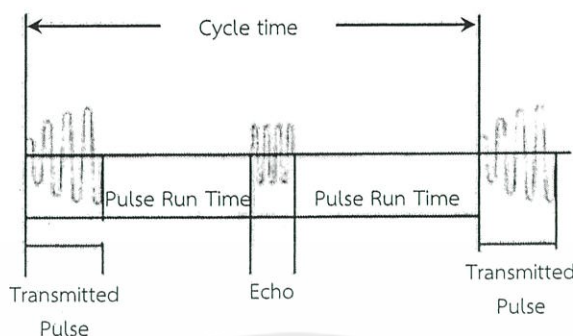 Cycle time
Pulse Run Time
Pulse Run Time
Transmitted
Pulse
Echo
Transmitted
Pulse